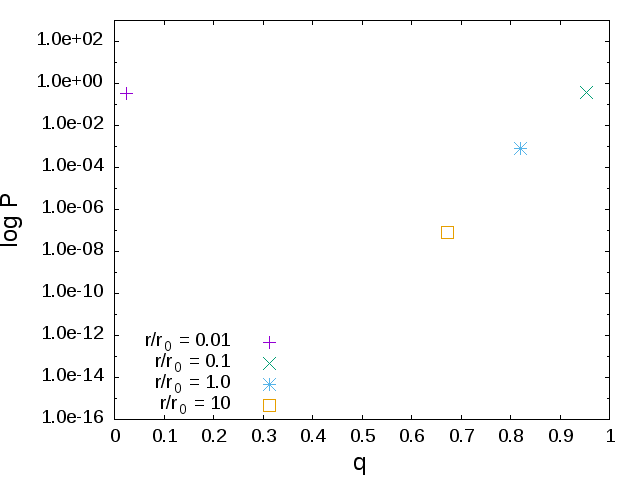 1.0e+02
1.0e+00
1.0e-02
1.0e-04
1.0e-06
1.0e-08
1.0e-10
1.0e-12
1.0e-14
1.0e-16
log P
r/r₀ = 0.01
r/r₀ = 0.1
r/r₀ = 1.0
r/r₀ = 10
0 0.1 0.2 0.3 0.4 0.5 0.6 0.7 0.8 0.9 1
q